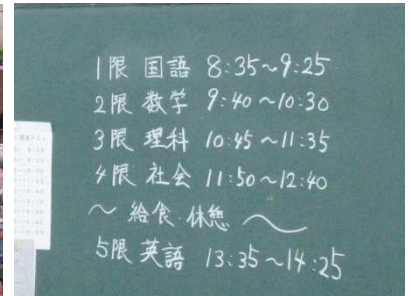 1限 国語 8:35~9:25
2限 数学 9:40~10:30
3限 理科 10:45~11:35
4限 社会 11:50~12:40
~給食·休憩~
5限 英語 13:35~14:25